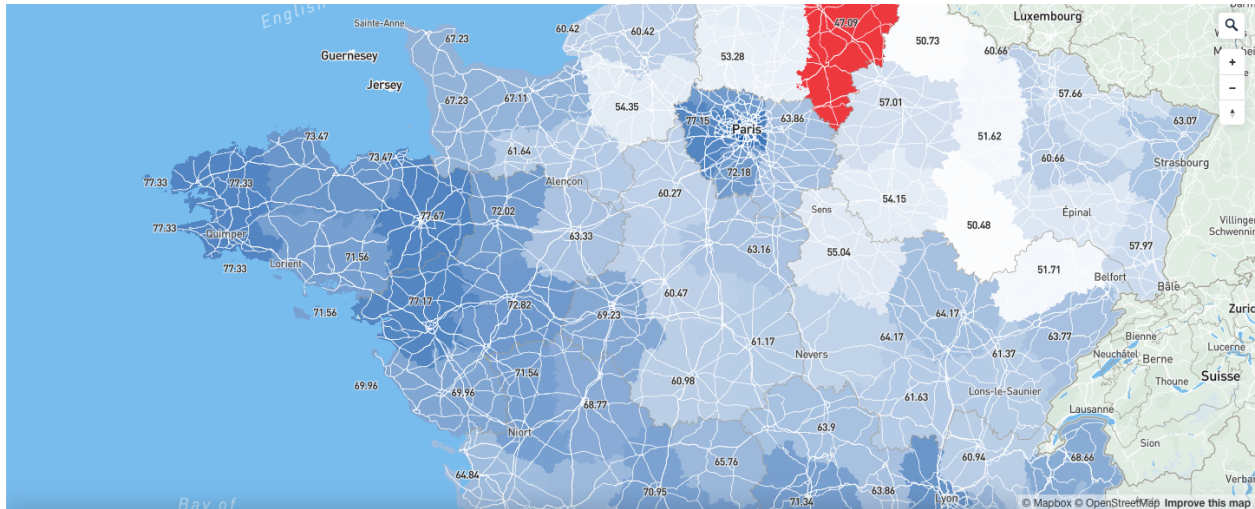 English
Sainte-Anne
67.23
60.42
60.42
47.09
50.73
Luxembourg
60.66
Guernesey
53.28
Jersey
67.23
67.11
54.35
57.01
57.66
77.15
Paris
63.86
63.07
51.62
73.47
73.47
61.64
60.66
Strasbourg
77.33
77.33
Alençon
72.18
60.27
77.67
72.02
Sens
54.15
Épinal
77.33
Quimper
63.33
50.48
Villingen
Schwenning
77.33
Lorient
71.56
63.16
55.04
57.97
51.71
Belfort
Bâle
77.17
60.47
71.56
72.82
69.23
64.17
Zuric
61.17
64.17
63.77
Bienne
Nevers
61.37
Neuchâtel
Berne
Lucerne
69.96
71.54
60.98
Thoune
Suisse
69.96
68.77
61.63
Lons-le-Saunier
Lausanne
Niort
63.9
Sion
64.84
65.76
60.94
68.66
70.95
71.34
63.86
Lyon
Verba
Bay of
© Mapbox © OpenStreetMap Improve this map